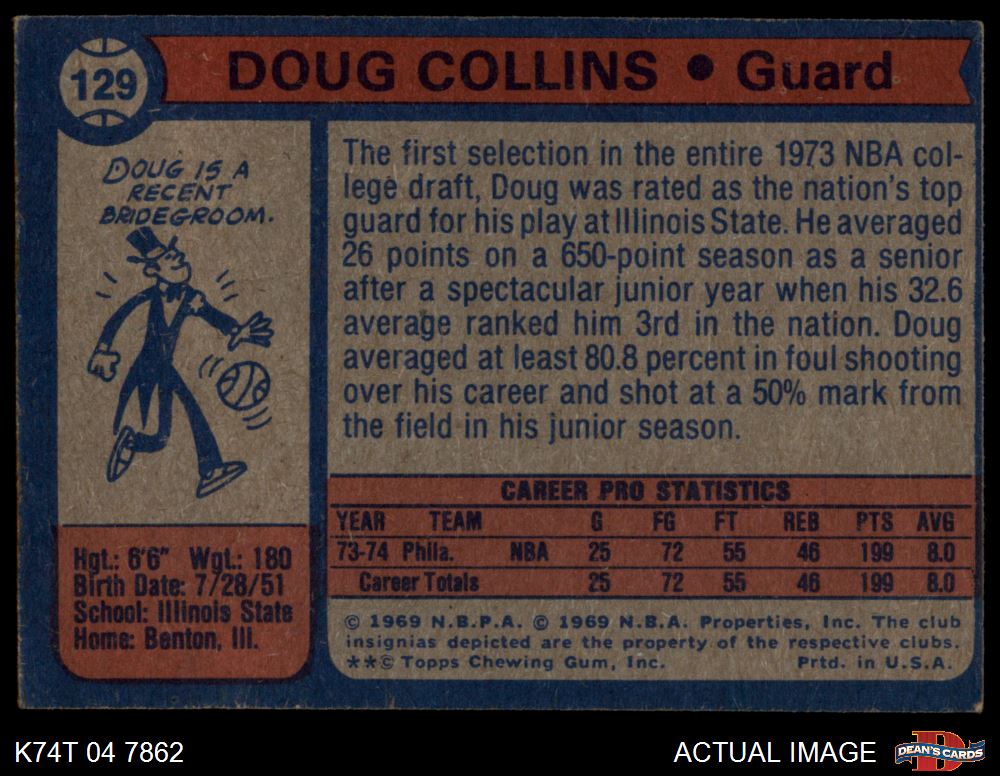 129
DOUG COLLINS • Guard
DOUG IS A
RECENT
BRIDEGROOM.
Hgt.: 6'6" Wgt.: 180
Birth Date: 7/28/51
School: Illinois State
Home: Benton, Ill.
The first selection in the entire 1973 NBA col-
lege draft, Doug was rated as the nation's top
guard for his play at Illinois State. He averaged
26 points on a 650-point season as a senior
after a spectacular junior year when his 32.6
average ranked him 3rd in the nation. Doug
averaged at least 80.8 percent in foul shooting
over his career and shot at a 50% mark from
the field in his junior season.
CAREER PRO STATISTICS
YEAR TEAM G FG FT REB PTS AVG
73-74 Phila. NBA 25 72 55 46 199 8.0
Career Totals 25 72 55 46 199 8.0
© 1969 N.B.P.A. © 1969 N.B.A. Properties, Inc. The club
insignias depicted are the property of the respective clubs.
**© Topps Chewing Gum, Inc. Prtd. in U.S.A.
K74T 04 7862
ACTUAL IMAGE
D
DEAN'S CARDS